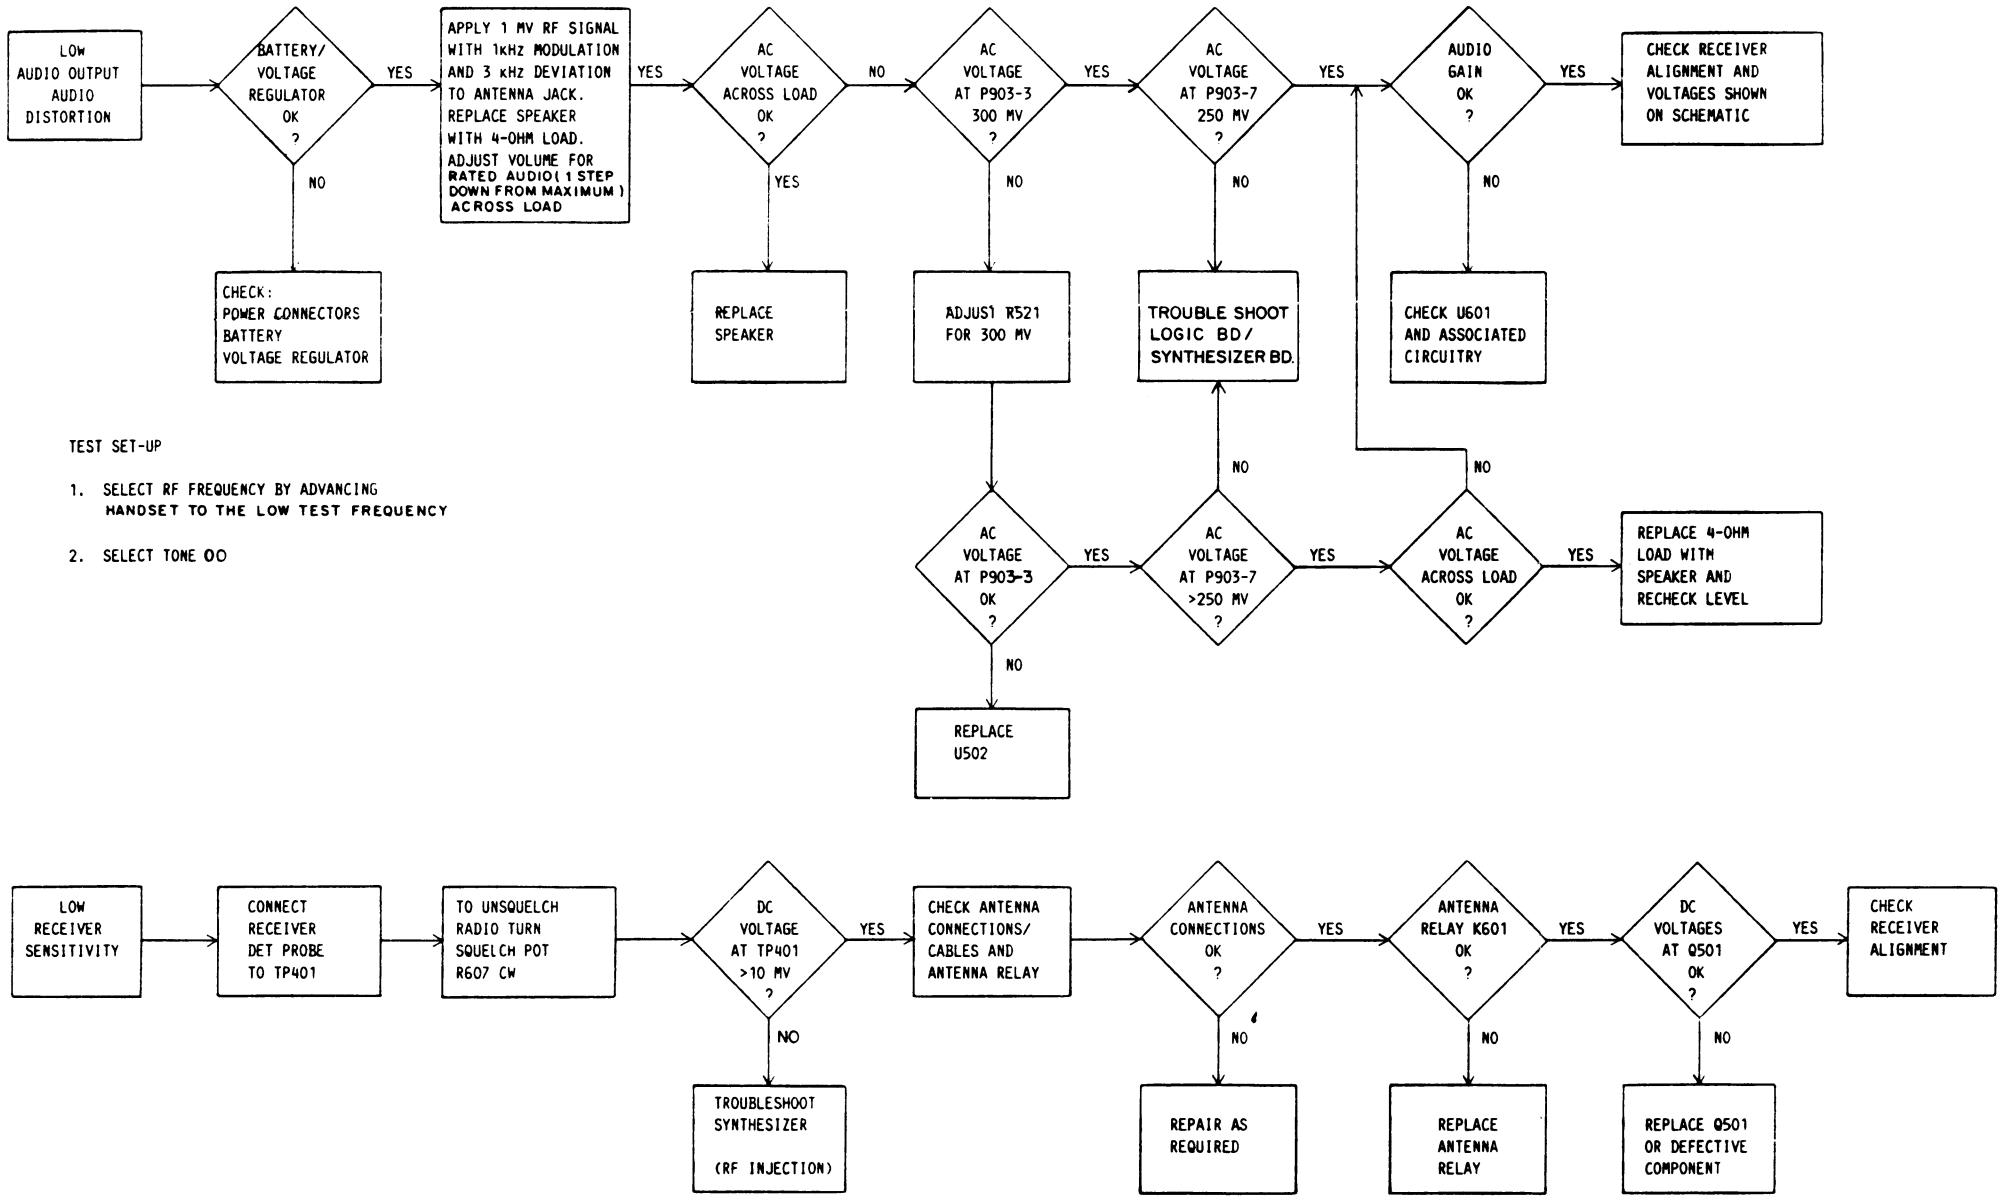 LOW
AUDIO OUTPUT
AUDIO
DISTORTION
BATTERY/
VOLTAGE
REGULATOR
OK
?
YES
NO
CHECK:
POWER CONNECTORS
BATTERY
VOLTAGE REGULATOR
APPLY 1 MV RF SIGNAL
WITH 1kHz MODULATION
AND 3 kHz DEVIATION
TO ANTENNA JACK.
REPLACE SPEAKER
WITH 4-OHM LOAD.
ADJUST VOLUME FOR
RATED AUDIO (1 STEP
DOWN FROM MAXIMUM)
ACROSS LOAD
YES
AC
VOLTAGE
ACROSS LOAD
OK
?
NO
YES
REPLACE
SPEAKER
AC
VOLTAGE
AT P903-3
300 MV
?
YES
NO
ADJUST R521
FOR 300 MV
AC
VOLTAGE
AT P903-7
250 MV
?
YES
NO
TROUBLE SHOOT
LOGIC BD/
SYNTHESIZER BD.
AUDIO
GAIN
OK
?
YES
NO
CHECK U601
AND ASSOCIATED
CIRCUITRY
CHECK RECEIVER
ALIGNMENT AND
VOLTAGES SHOWN
ON SCHEMATIC
TEST SET-UP
1. SELECT RF FREQUENCY BY ADVANCING
HANDSET TO THE LOW TEST FREQUENCY
2. SELECT TONE 00
AC
VOLTAGE
AT P903-3
OK
?
YES
NO
REPLACE
U502
AC
VOLTAGE
AT P903-7
>250 MV
?
NO
YES
AC
VOLTAGE
ACROSS LOAD
OK
?
NO
YES
REPLACE 4-OHM
LOAD WITH
SPEAKER AND
RECHECK LEVEL
LOW
RECEIVER
SENSITIVITY
CONNECT
RECEIVER
DET PROBE
TO TP401
TO UNSQUELCH
RADIO TURN
SQUELCH POT
R607 CW
DC
VOLTAGE
AT TP401
>10 MV
?
YES
NO
TROUBLESHOOT
SYNTHESIZER
(RF INJECTION)
CHECK ANTENNA
CONNECTIONS/
CABLES AND
ANTENNA RELAY
ANTENNA
CONNECTIONS
OK
?
YES
NO
REPAIR AS
REQUIRED
ANTENNA
RELAY K601
OK
?
YES
NO
REPLACE
ANTENNA
RELAY
DC
VOLTAGES
AT Q501
OK
?
YES
NO
REPLACE Q501
OR DEFECTIVE
COMPONENT
CHECK
RECEIVER
ALIGNMENT